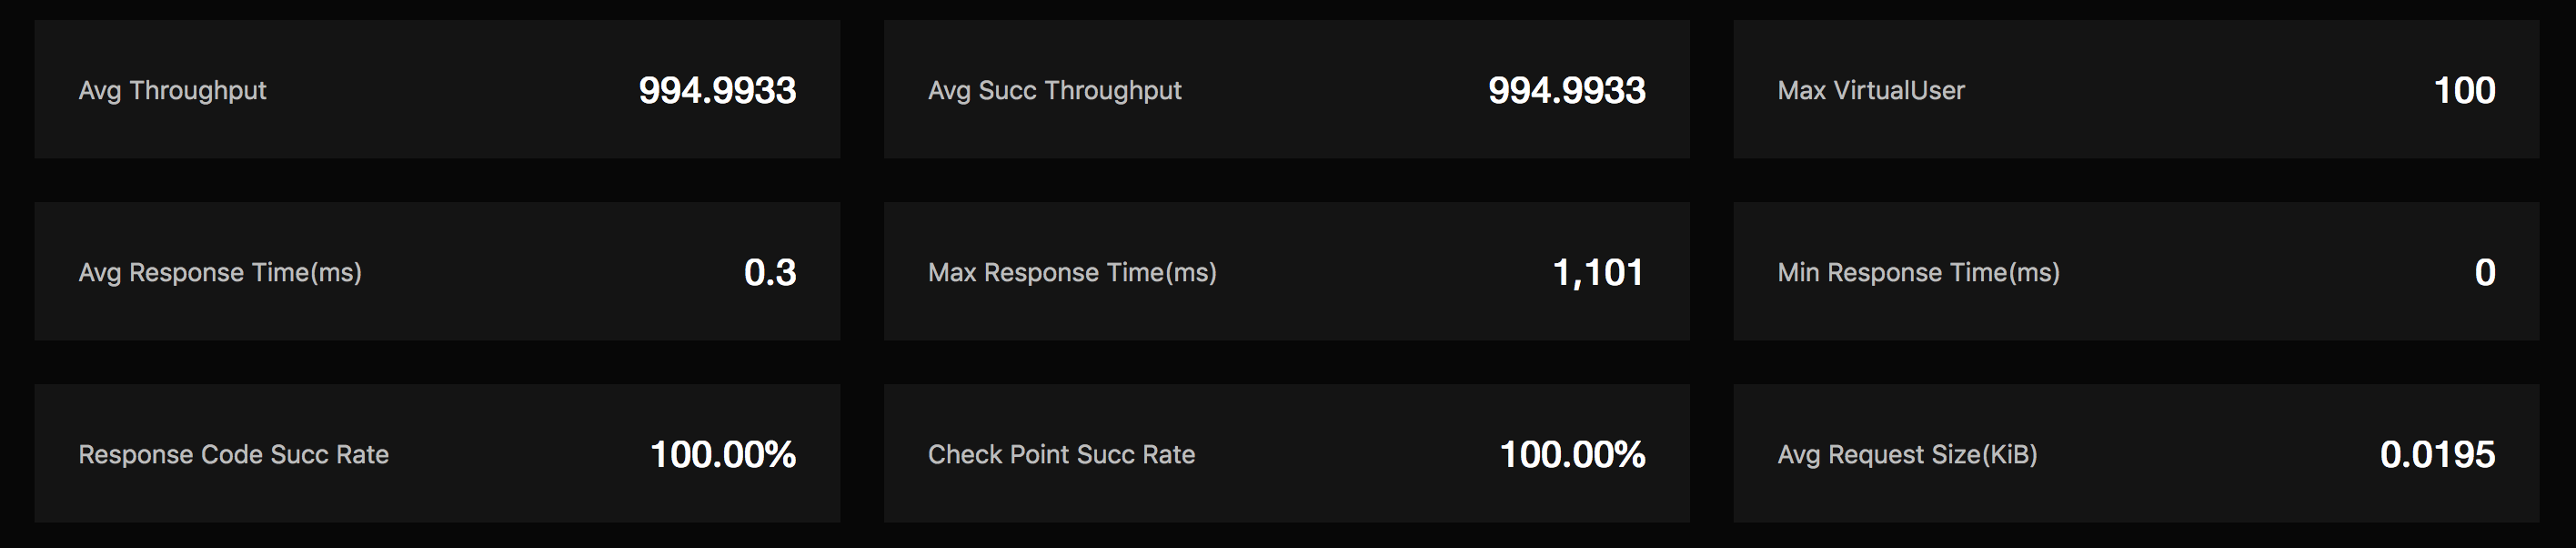 Avg Throughput 994.9933
Avg Succ Throughput 994.9933
Max VirtualUser 100
Avg Response Time(ms) 0.3
Max Response Time(ms) 1,101
Min Response Time(ms) 0
Response Code Succ Rate 100.00%
Check Point Succ Rate 100.00%
Avg Request Size(KiB) 0.0195